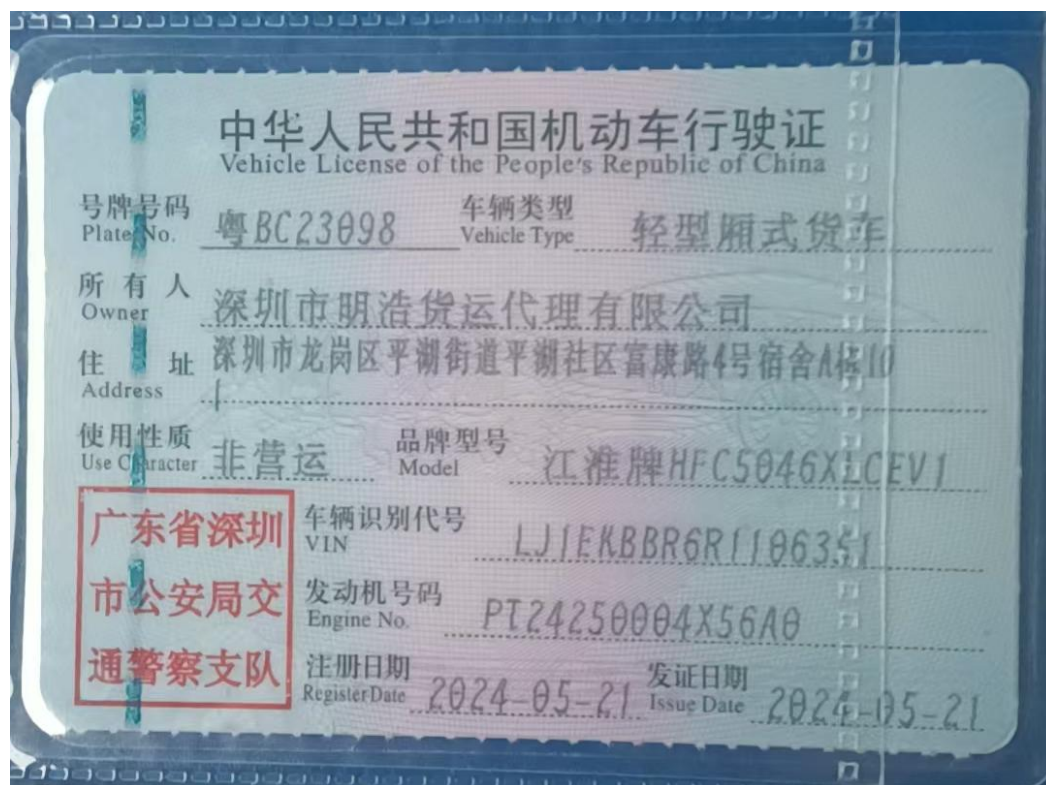 中华人民共和国机动车行驶证
Vehicle License of the People's Republic of China
号牌号码 粤BC23098 车辆类型 轻型厢式货车
Plate No. Vehicle Type
所有人 深圳市明浩货运代理有限公司
Owner
住址 深圳市龙岗区平湖街道平湖社区富康路4号宿舍A栋10
Address 1
使用性质 非营运 品牌型号 江淮牌HFC5046XLCEV1
Use Character Model
广东省深圳 车辆识别代号 LJ1EKBBR6R1106351
VIN
市公安局交 发动机号码 PT24250004X56A0
Engine No.
通警察支队 注册日期 2024-05-21 发证日期 2024-05-21
Register Date Issue Date